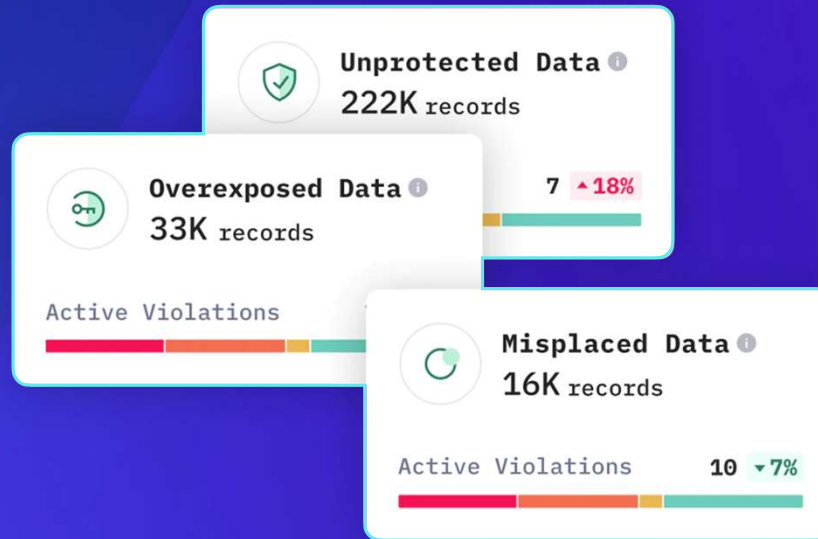 Unprotected Data
222K records
7 18%
Overexposed Data
33K records
Active Violations
Misplaced Data
16K records
Active Violations 10 7%